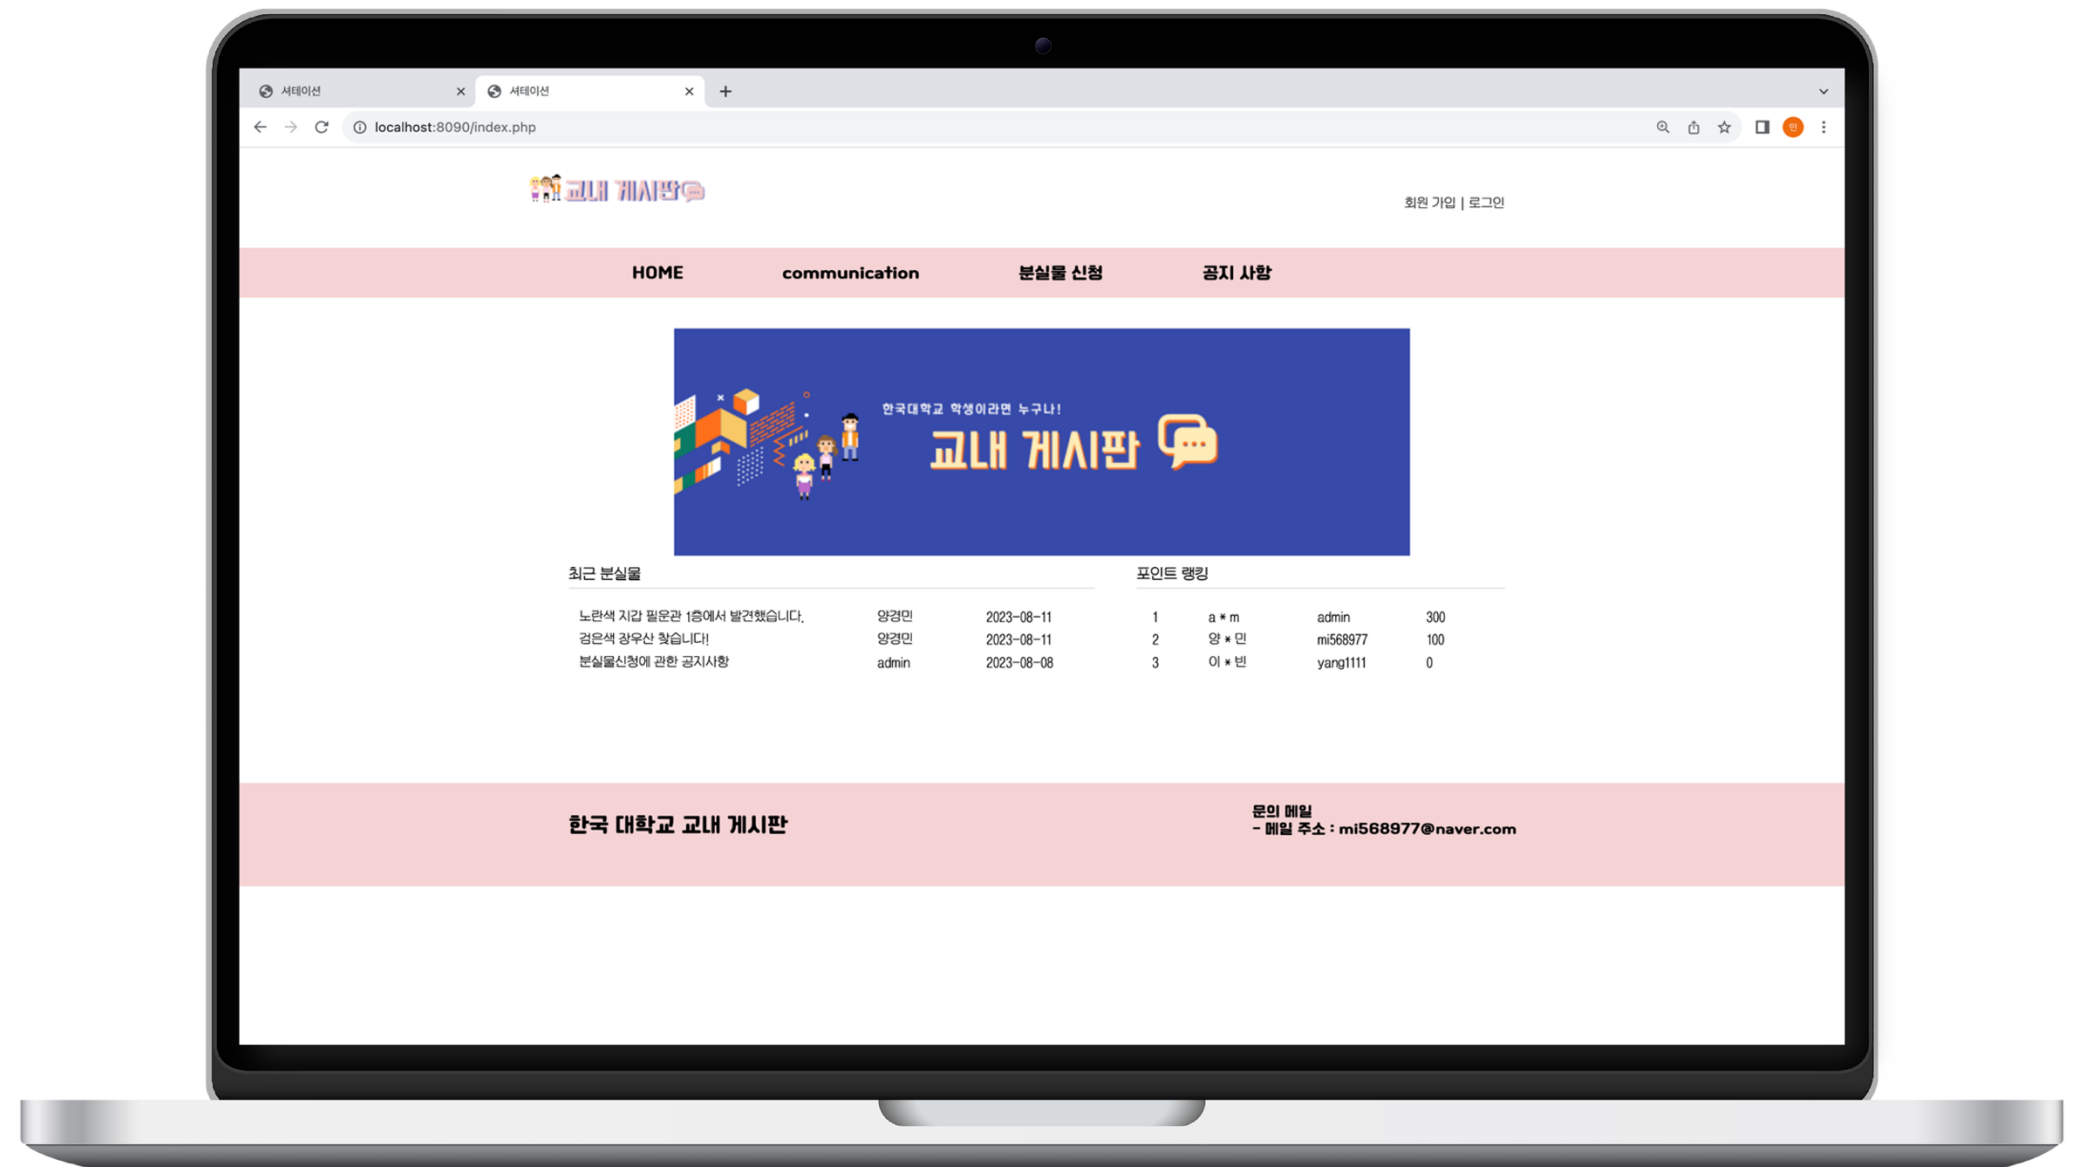 셔테이션
셔테이션
localhost:8090/index.php
민
교내 게시판
회원 가입 | 로그인
HOME communication 분실물 신청 공지 사항
한국대학교 학생이라면 누구나!
교내 게시판
최근 분실물
노란색 지갑 필운관 1층에서 발견했습니다. 양경민 2023-08-11
검은색 장우산 찾습니다! 양경민 2023-08-11
분실물신청에 관한 공지사항 admin 2023-08-08
포인트 랭킹
1 a * m admin 300
2 양 * 민 mi568977 100
3 이 * 빈 yang1111 0
한국 대학교 교내 게시판
문의 메일
- 메일 주소 : mi568977@naver.com